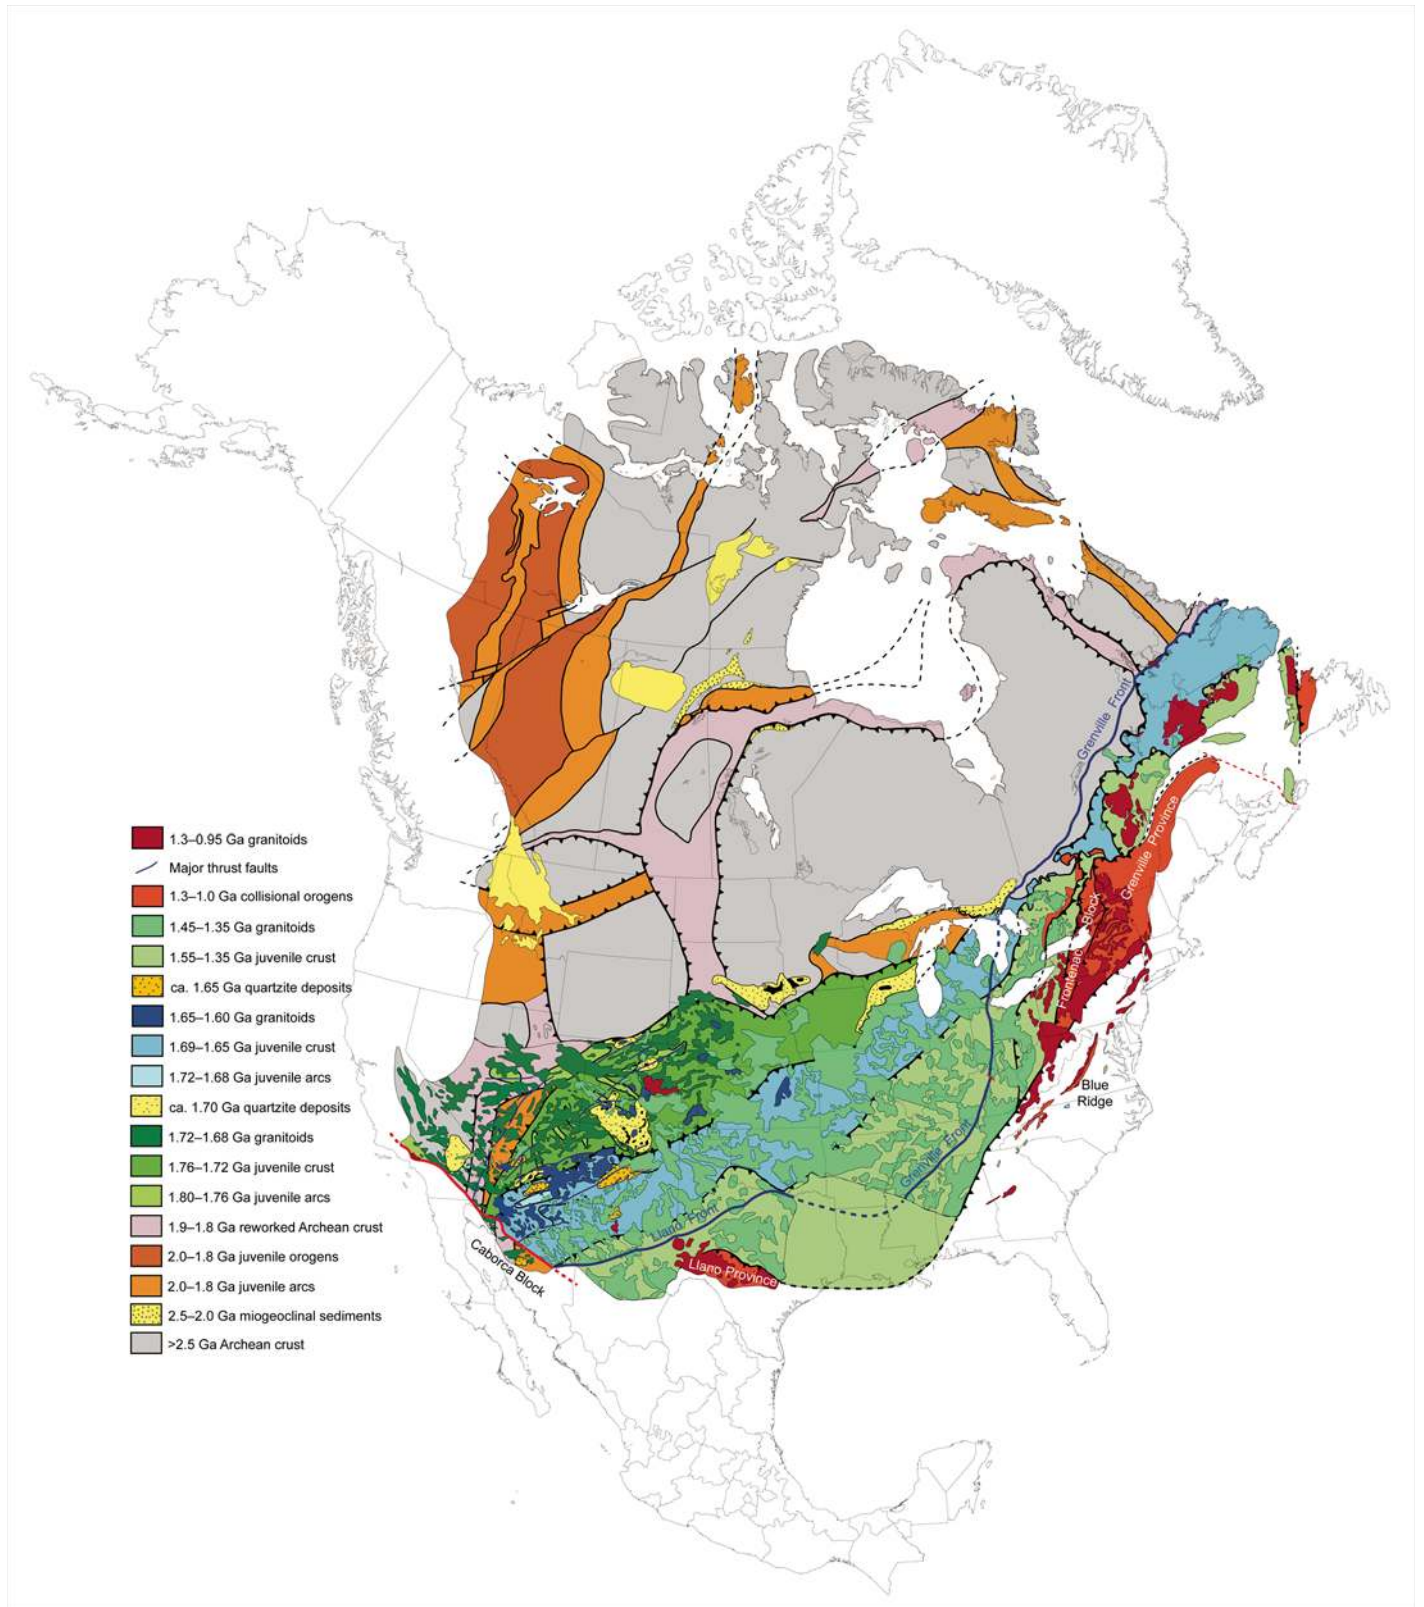 Grenville Front
Grenville Province
Frontenac Block
Blue
Ridge
Grenville Front
Llano Front
Llano Province
Caborca Block
1.3–0.95 Ga granitoids
Major thrust faults
1.3–1.0 Ga collisional orogens
1.45–1.35 Ga granitoids
1.55–1.35 Ga juvenile crust
ca. 1.65 Ga quartzite deposits
1.65–1.60 Ga granitoids
1.69–1.65 Ga juvenile crust
1.72–1.68 Ga juvenile arcs
ca. 1.70 Ga quartzite deposits
1.72–1.68 Ga granitoids
1.76–1.72 Ga juvenile crust
1.80–1.76 Ga juvenile arcs
1.9–1.8 Ga reworked Archean crust
2.0–1.8 Ga juvenile orogens
2.0–1.8 Ga juvenile arcs
2.5–2.0 Ga miogeoclinal sediments
>2.5 Ga Archean crust